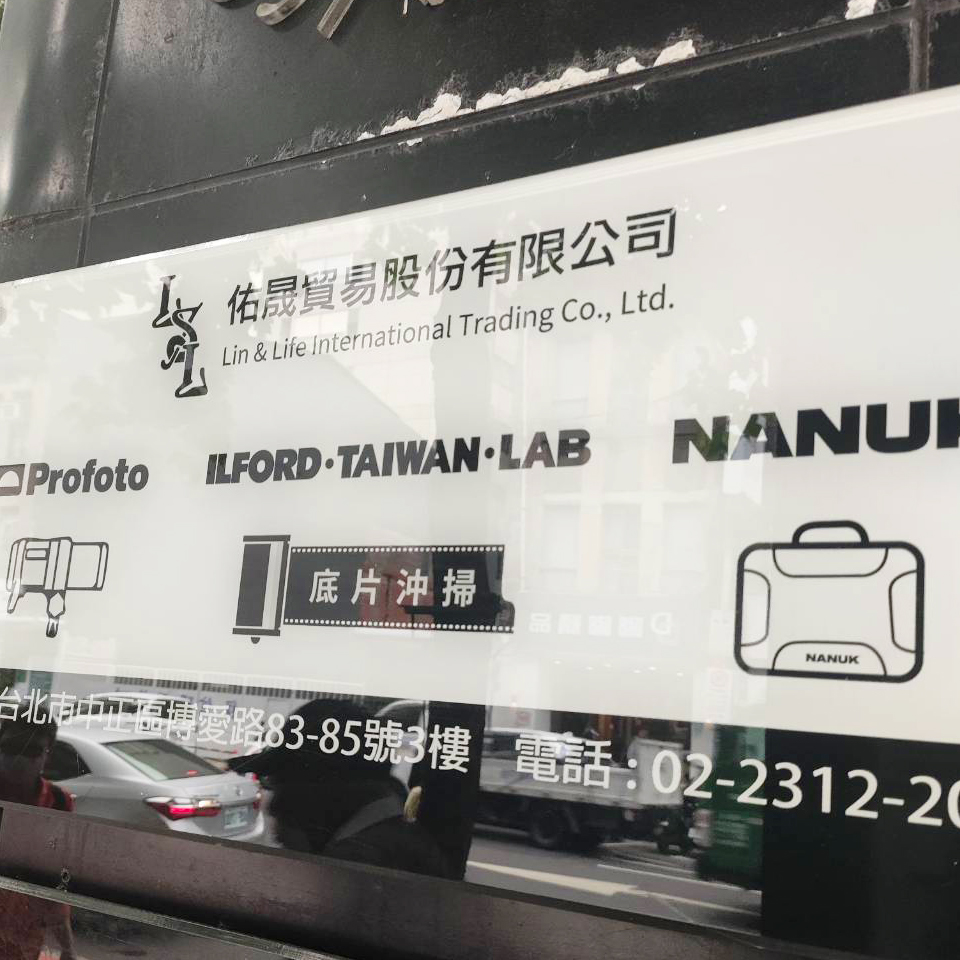 LS&L
佑晟貿易股份有限公司
Lin & Life International Trading Co., Ltd.
Profoto
ILFORD·TAIWAN·LAB
NANUK
底片沖掃
NANUK
台北市中正區博愛路83-85號3樓 電話:02-2312-20